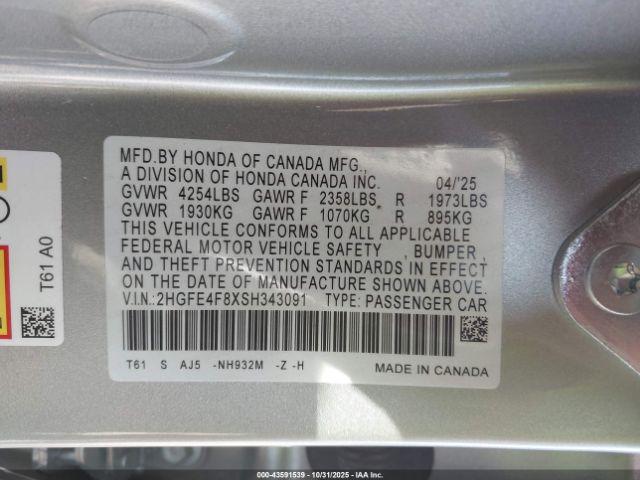 MFD.BY HONDA OF CANADA MFG.,
A DIVISION OF HONDA CANADA INC. 04/'25
GVWR 4254LBS GAWR F 2358LBS R 1973LBS
GVWR 1930KG GAWR F 1070KG R 895KG
THIS VEHICLE CONFORMS TO ALL APPLICABLE
FEDERAL MOTOR VEHICLE SAFETY , BUMPER ,
AND THEFT PREVENTION STANDARDS IN EFFECT
ON THE DATE OF MANUFACTURE SHOWN ABOVE.
V.I.N.:2HGFE4F8XSH343091 TYPE: PASSENGER CAR
T61 S AJ5 -NH932M -Z -H
MADE IN CANADA
T61 A0
000-43591539 - 10/31/2025 - IAAI, Inc.